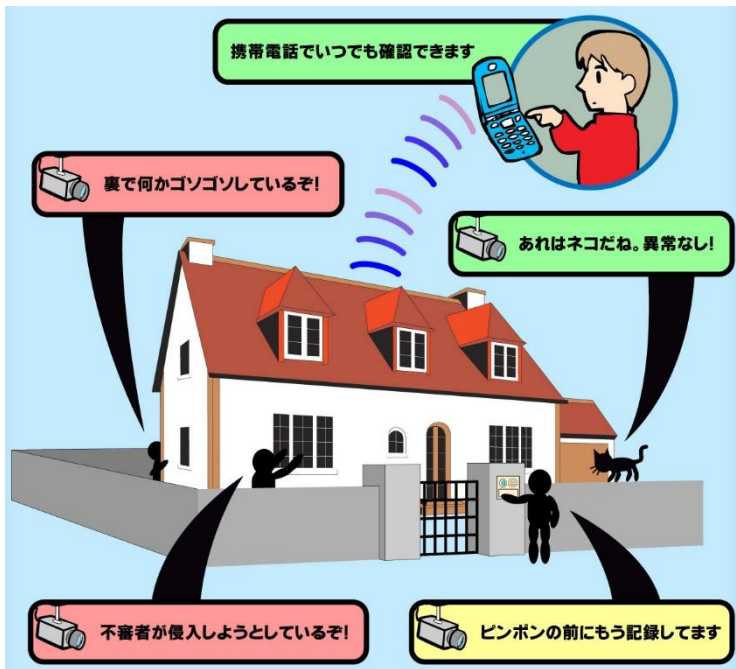 携帯電話でいつでも確認できます
裏で何かゴソゴソしているぞ!
あれはネコだね。異常なし!
不審者が侵入しようとしているぞ!
ピンポンの前にもう記録してます